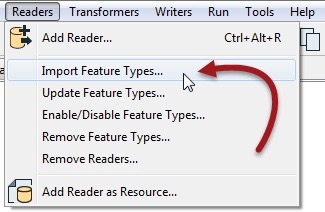 Readers Transformers Writers Run Tools Help
Add Reader... Ctrl+Alt+R
Import Feature Types...
Update Feature Types...
Enable/Disable Feature Types...
Remove Feature Types...
Remove Readers...
Add Reader as Resource...